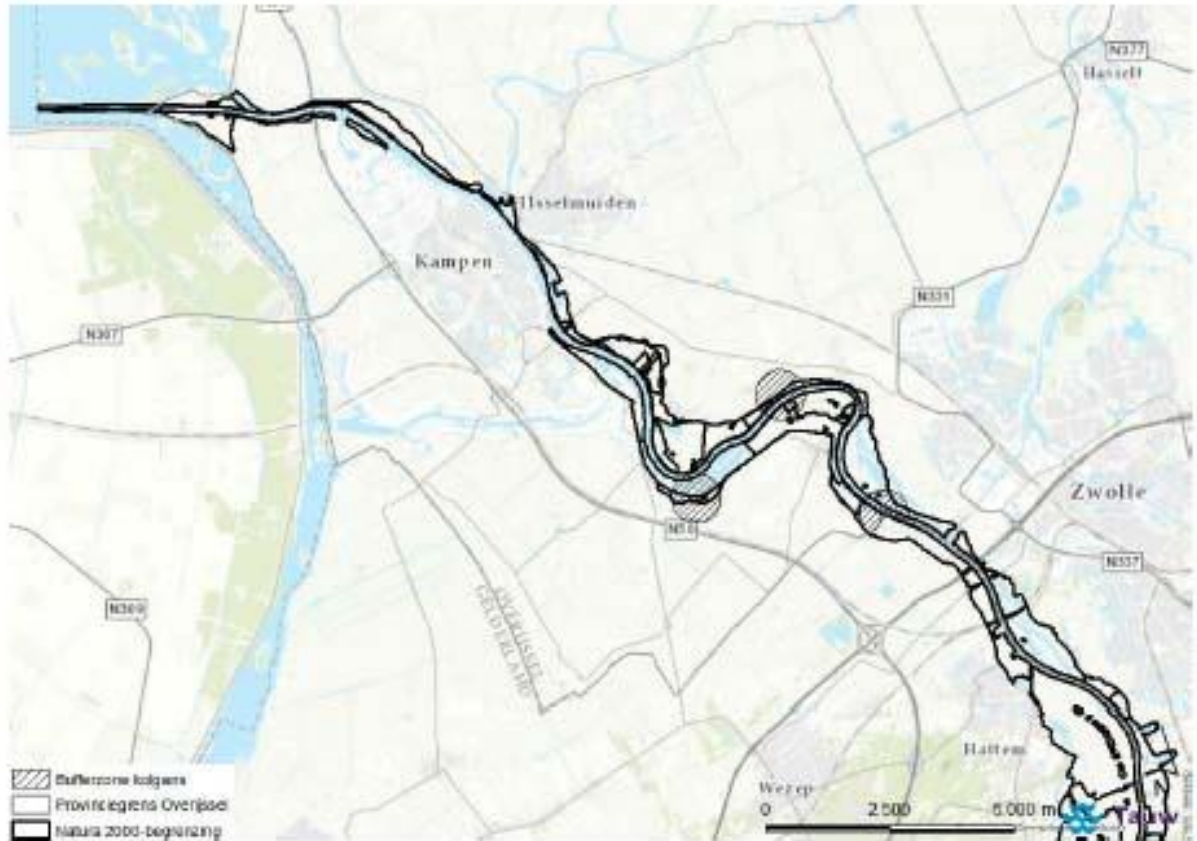 N377
Hasselt
IJsselmuiden
Kampen
N331
N307
Zwolle
N50
N337
N309
OVERIJSSEL
GELDERLAND
Hattem
Wezep
0 2.500 5.000 m
N
Tauw
Bufferzone kolgans
Provinciegrens Overijssel
Natura 2000-begrenzing